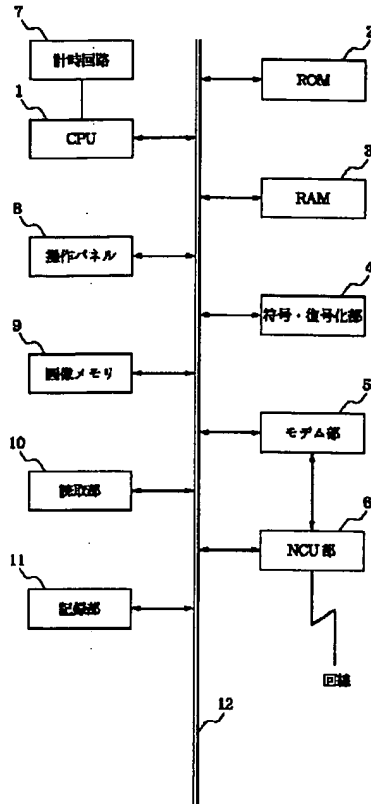 7
計時回路
1
CPU
8
操作パネル
9
画像メモリ
10
読取部
11
記録部
2
ROM
3
RAM
4
符号・復号化部
5
モデム部
6
NCU部
回線
12